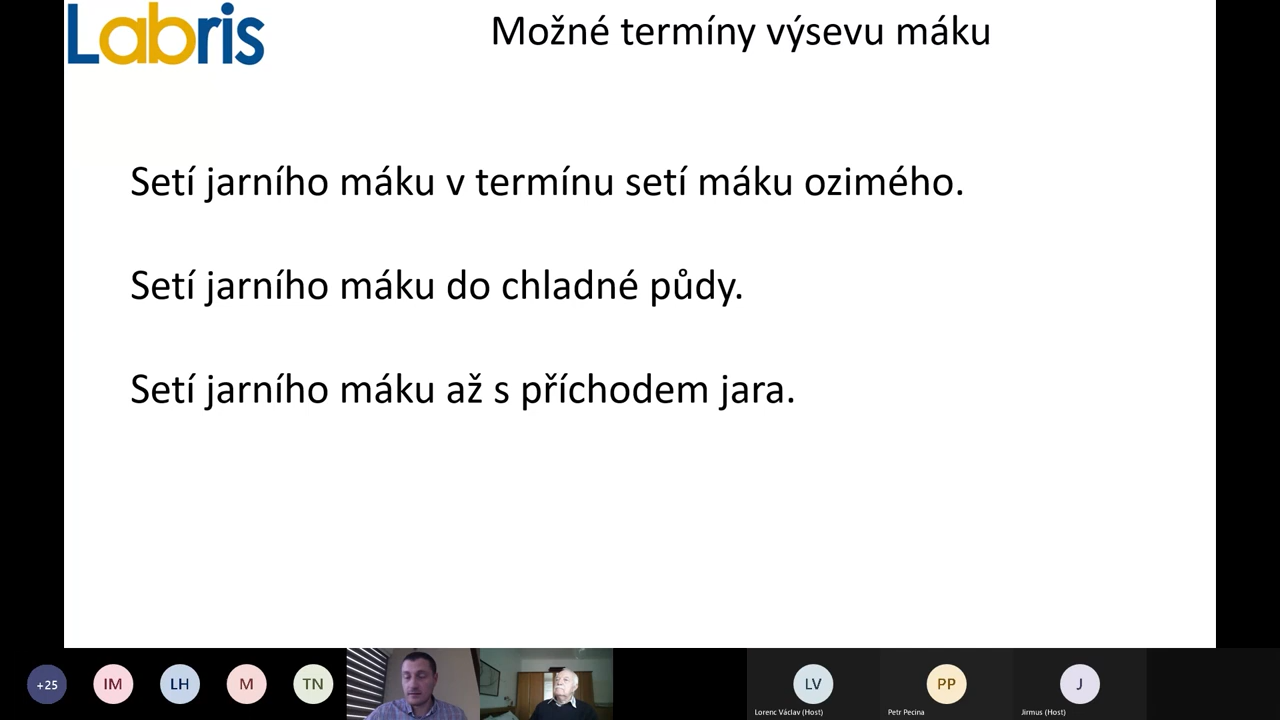 Labris
Možné termíny výsevu máku
Setí jarního máku v termínu setí máku ozimého.
Setí jarního máku do chladné půdy.
Setí jarního máku až s příchodem jara.
+25
IM
LH
M
TN
LV
PP
J
Lorenc Václav (Host)
Petr Pecina
Jirmus (Host)